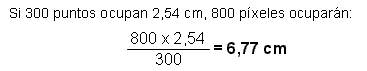 Si 300 puntos ocupan 2,54 cm, 800 píxeles ocuparán:
800 x 2,54
300
= 6,77 cm